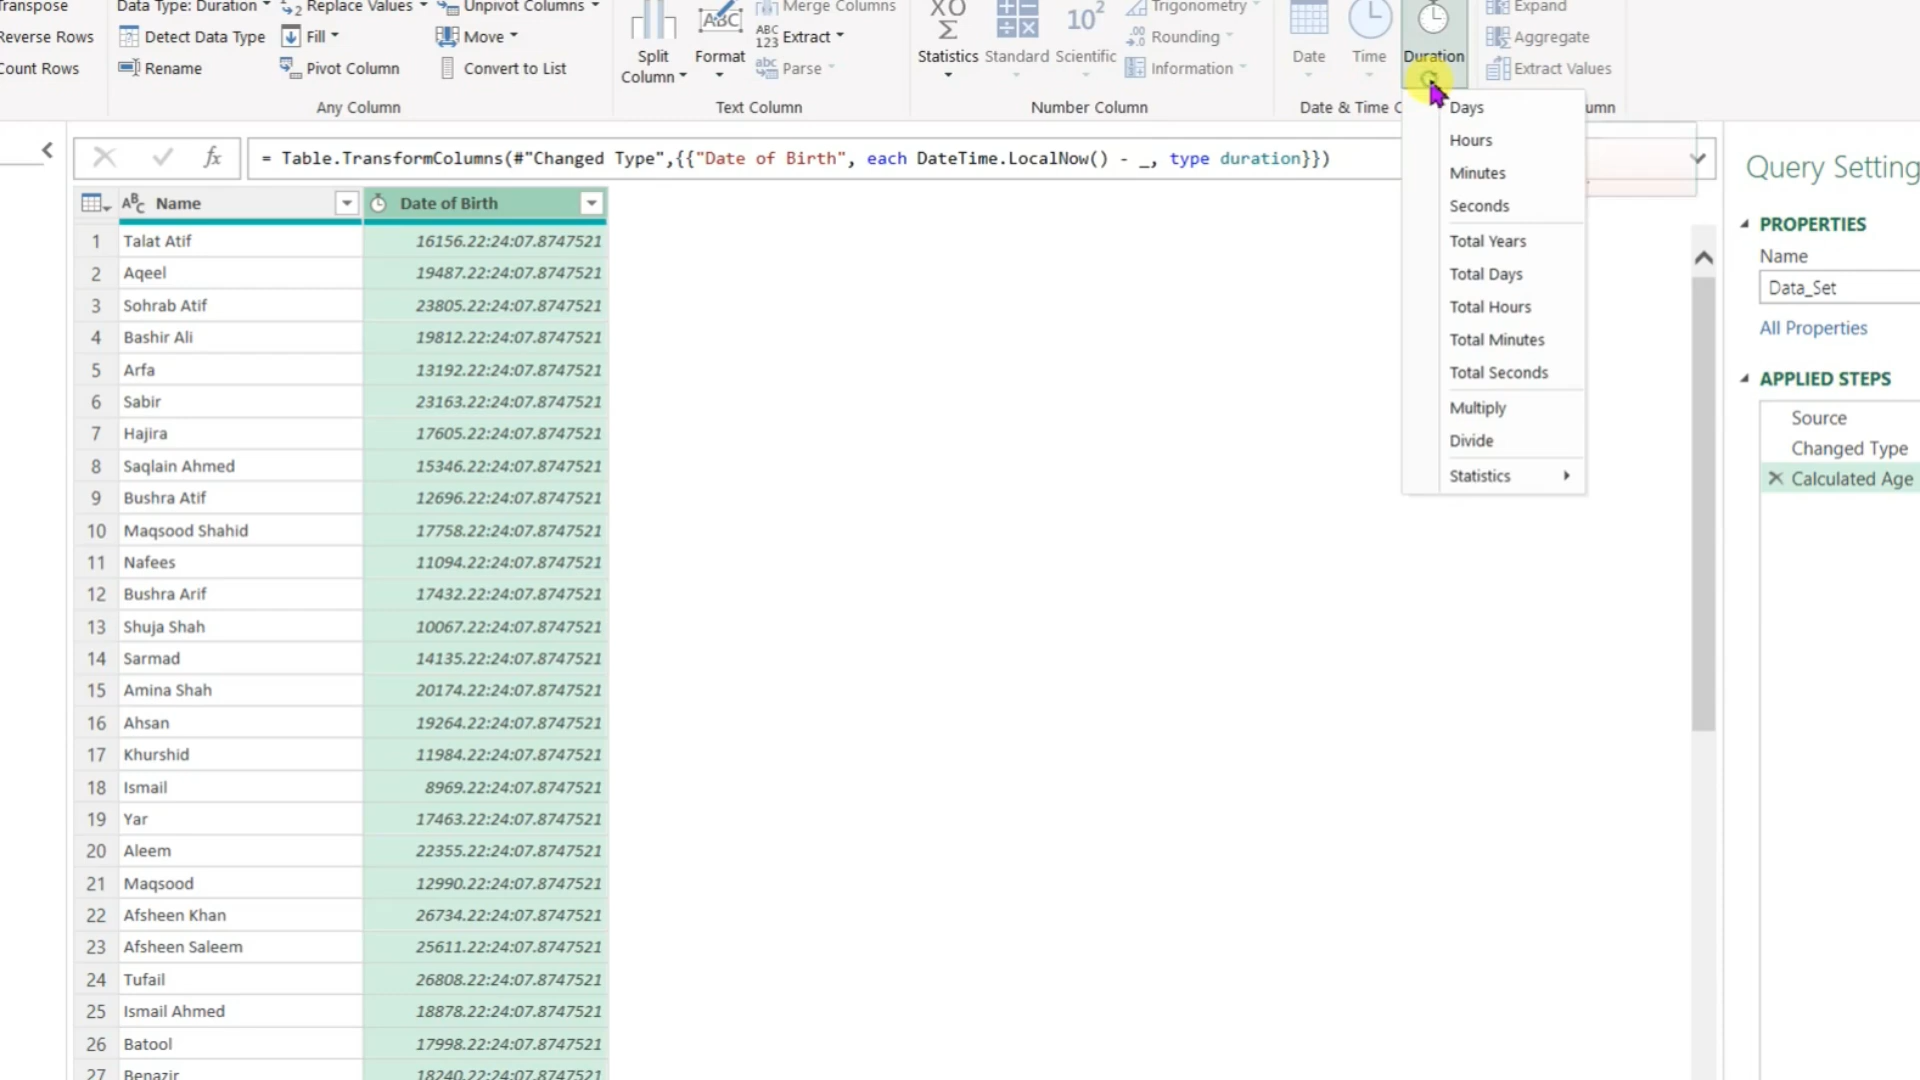 Transpose
Data Type: Duration
Replace Values
Unpivot Columns
Merge Columns
Trigonometry
Expand
Reverse Rows
Detect Data Type
Fill
Move
Extract
Rounding
Aggregate
Count Rows
Rename
Pivot Column
Convert to List
Split
Column
Format
Parse
Statistics
Standard
Scientific
Information
Date
Time
Duration
Extract Values
Any Column
Text Column
Number Column
Date & Time C
umn
Days
Hours
Minutes
Seconds
Total Years
Total Days
Total Hours
Total Minutes
Total Seconds
Multiply
Divide
Statistics
fx
= Table.TransformColumns(#"Changed Type",{{"Date of Birth", each DateTime.LocalNow() - _, type duration}})
ABC Name Date of Birth
1 Talat Atif 16156.22:24:07.8747521
2 Aqeel 19487.22:24:07.8747521
3 Sohrab Atif 23805.22:24:07.8747521
4 Bashir Ali 19812.22:24:07.8747521
5 Arfa 13192.22:24:07.8747521
6 Sabir 23163.22:24:07.8747521
7 Hajira 17605.22:24:07.8747521
8 Saqlain Ahmed 15346.22:24:07.8747521
9 Bushra Atif 12696.22:24:07.8747521
10 Maqsood Shahid 17758.22:24:07.8747521
11 Nafees 11094.22:24:07.8747521
12 Bushra Arif 17432.22:24:07.8747521
13 Shuja Shah 10067.22:24:07.8747521
14 Sarmad 14135.22:24:07.8747521
15 Amina Shah 20174.22:24:07.8747521
16 Ahsan 19264.22:24:07.8747521
17 Khurshid 11984.22:24:07.8747521
18 Ismail 8969.22:24:07.8747521
19 Yar 17463.22:24:07.8747521
20 Aleem 22355.22:24:07.8747521
21 Maqsood 12990.22:24:07.8747521
22 Afsheen Khan 26734.22:24:07.8747521
23 Afsheen Saleem 25611.22:24:07.8747521
24 Tufail 26808.22:24:07.8747521
25 Ismail Ahmed 18878.22:24:07.8747521
26 Batool 17998.22:24:07.8747521
27 Benazir 18240.22:24:07.8747521
Query Setting
PROPERTIES
Name
Data_Set
All Properties
APPLIED STEPS
Source
Changed Type
Calculated Age